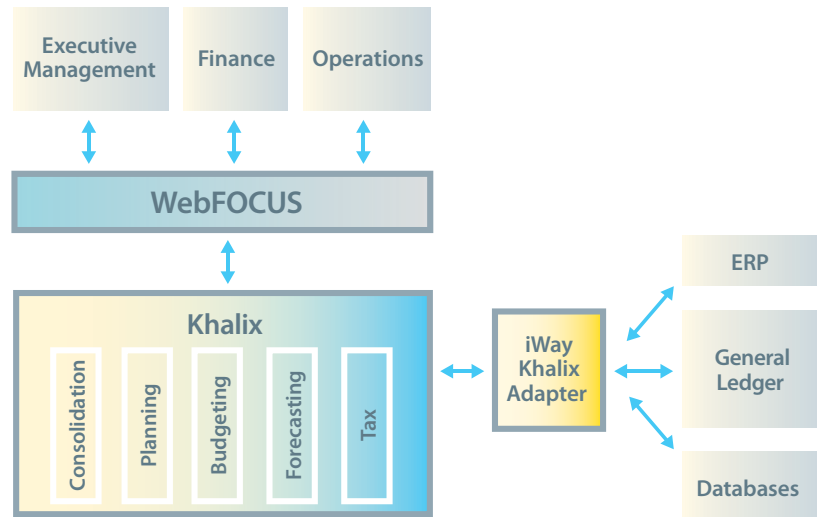 Executive
Management
Finance
Operations
WebFOCUS
Khalix
Consolidation
Planning
Budgeting
Forecasting
Tax
iWay
Khalix
Adapter
ERP
General
Ledger
Databases